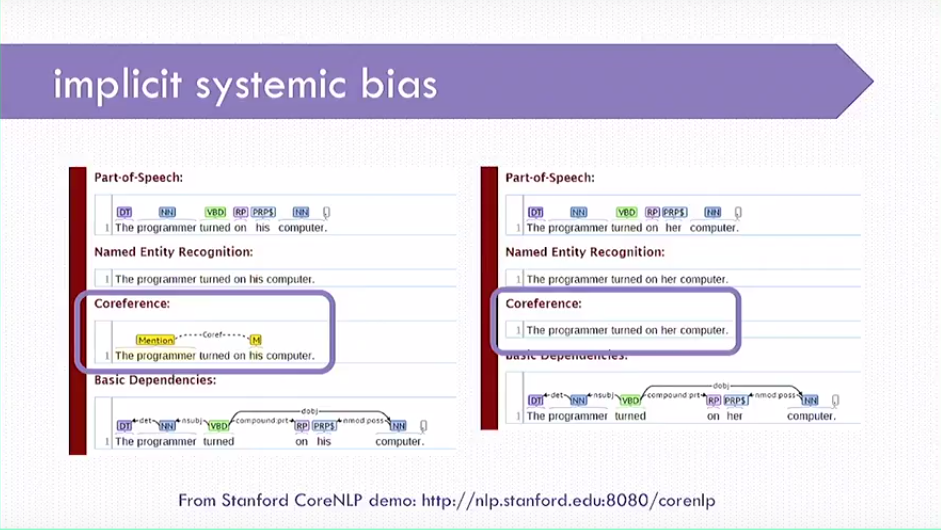 implicit systemic bias
Part-of-Speech:
DT NN VBD RP PRP$ NN .
1 The programmer turned on his computer.
Named Entity Recognition:
1 The programmer turned on his computer.
Coreference:
Mention Coref M
1 The programmer turned on his computer.
Basic Dependencies:
dobj
det nsubj compound:prt nmod:poss
DT NN VBD RP PRP$ NN .
1 The programmer turned on his computer.
Part-of-Speech:
DT NN VBD RP PRP$ NN .
1 The programmer turned on her computer.
Named Entity Recognition:
1 The programmer turned on her computer.
Coreference:
1 The programmer turned on her computer.
Basic Dependencies:
dobj
det nsubj compound:prt nmod:poss
DT NN VBD RP PRP$ NN .
1 The programmer turned on her computer.
From Stanford CoreNLP demo: http://nlp.stanford.edu:8080/corenlp